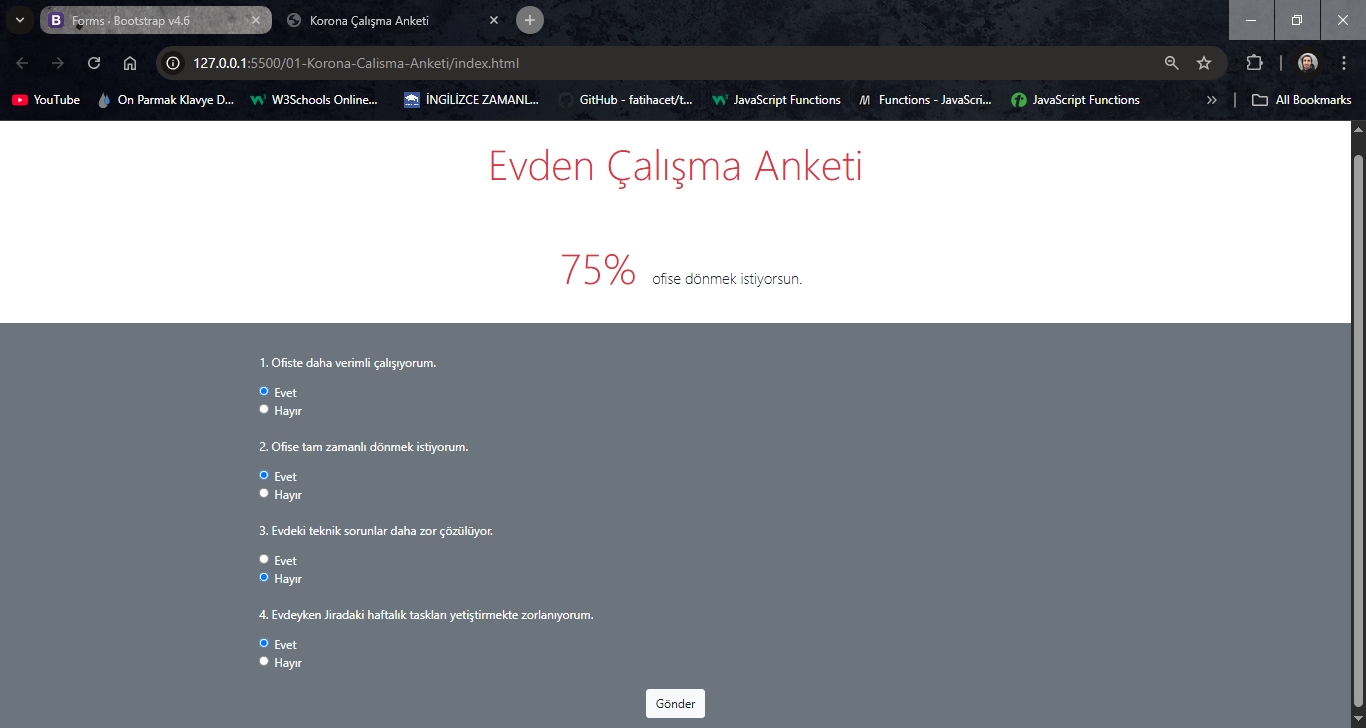 Forms · Bootstrap v4.6
Korona Çalışma Anketi
127.0.0.1:5500/01-Korona-Calisma-Anketi/index.html
YouTube
On Parmak Klavye D...
W3Schools Online...
İNGİLİZCE ZAMANL...
GitHub - fatihacet/t...
JavaScript Functions
Functions - JavaScri...
JavaScript Functions
All Bookmarks
Evden Çalışma Anketi
75% ofise dönmek istiyorsun.
1. Ofiste daha verimli çalışıyorum.
Evet
Hayır
2. Ofise tam zamanlı dönmek istiyorum.
Evet
Hayır
3. Evdeki teknik sorunlar daha zor çözülüyor.
Evet
Hayır
4. Evdeyken Jiradaki haftalık taskları yetiştirmekte zorlanıyorum.
Evet
Hayır
Gönder